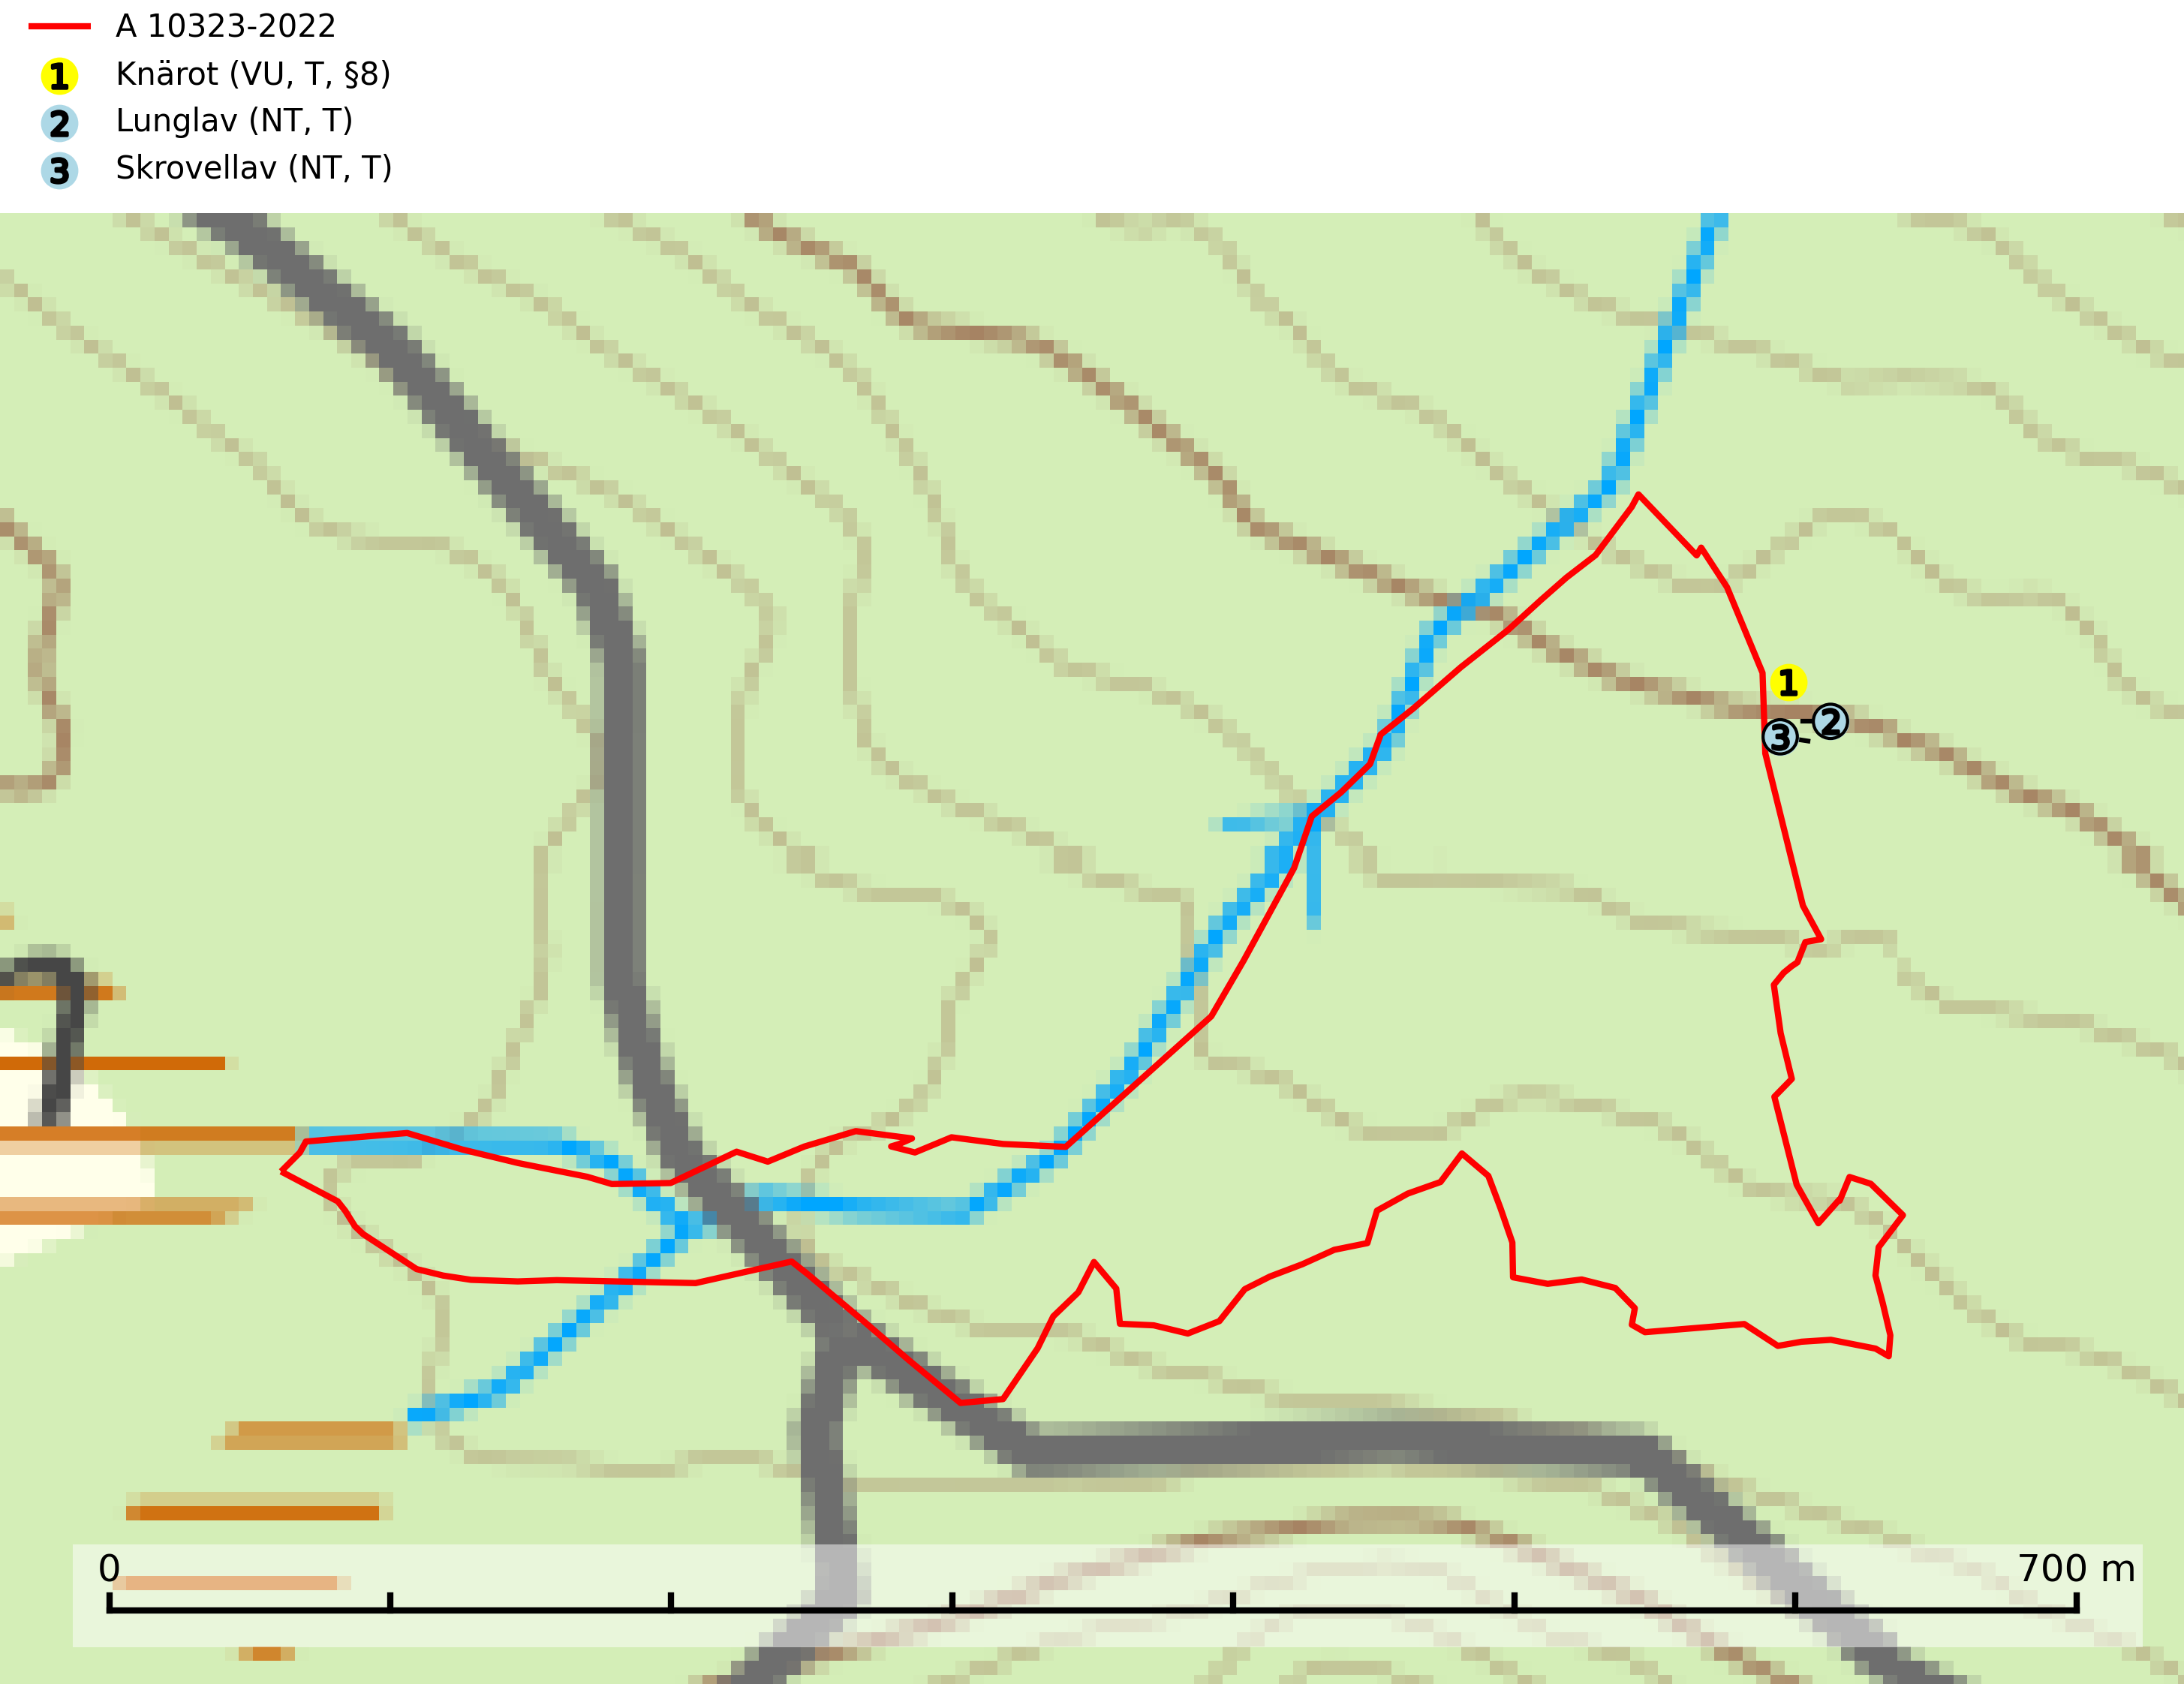 A 10323-2022
1 Knärot (VU, T, §8)
2 Lunglav (NT, T)
3 Skrovellav (NT, T)
1
2
3
0 700 m